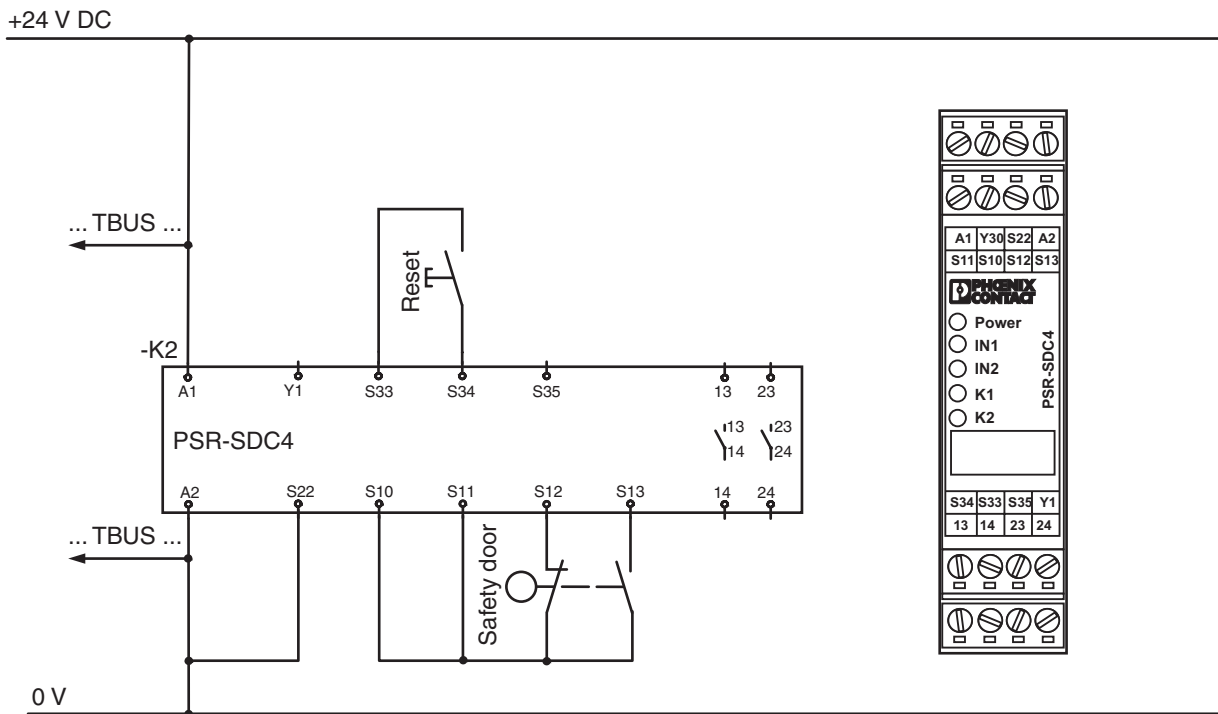 +24 V DC
... TBUS ...
Reset
-K2
A1 Y1 S33 S34 S35 13 23
PSR-SDC4
13 23
14 24
A2 S22 S10 S11 S12 S13 14 24
... TBUS ...
Safety door
0 V
A1 Y30 S22 A2
S11 S10 S12 S13
PHŒNIX
CONTACT
Power
IN1
IN2
K1
K2
PSR-SDC4
S34 S33 S35 Y1
13 14 23 24